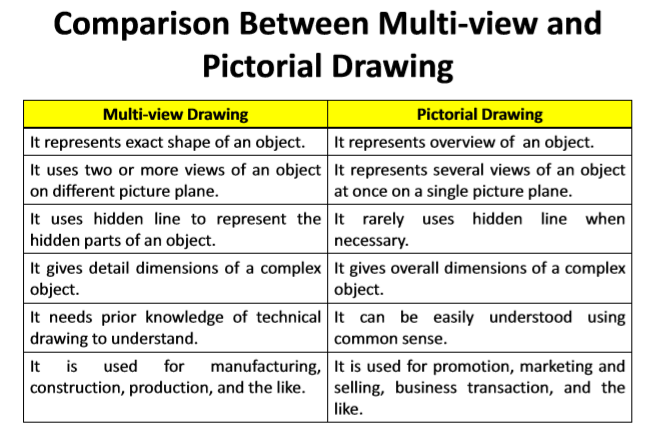 Comparison Between Multi-view and
Pictorial Drawing
Multi-view Drawing
Pictorial Drawing
It represents exact shape of an object.
It represents overview of  an object.
It uses two or more views of an object
on different picture plane.
It represents several views of an object
at once on a single picture plane.
It uses hidden line to represent the
hidden parts of an object.
It rarely uses hidden line when
necessary.
It gives detail dimensions of a complex
object.
It gives overall dimensions of a complex
object.
It needs prior knowledge of technical
drawing to understand.
It can be easily understood using
common sense.
It is used for manufacturing,
construction, production, and the like.
It is used for promotion, marketing and
selling, business transaction, and the
like.